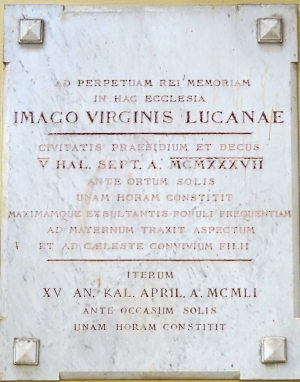 AD PERPETUAM REI MEMORIAM
IN HAC ECCLESIA
IMAGO VIRGINIS LUCANAE
CIVITATIS PRAESIDIUM ET DECUS
V HAL. SEPT. A. MCMXXXVII
ANTE ORTUM SOLIS
UNAM HORAM CONSTITIT
MAXIMAMQUE EXSULTANTIS POPULI FREQUENTIAM
AD MATERNUM TRAXIT ASPECTUM
ET AD CÆLESTE CONVIVIUM FILII
ITERUM
XV AN. KAL. APRIL. A. MCMLI
ANTE OCCASUM SOLIS
UNAM HORAM CONSTITIT